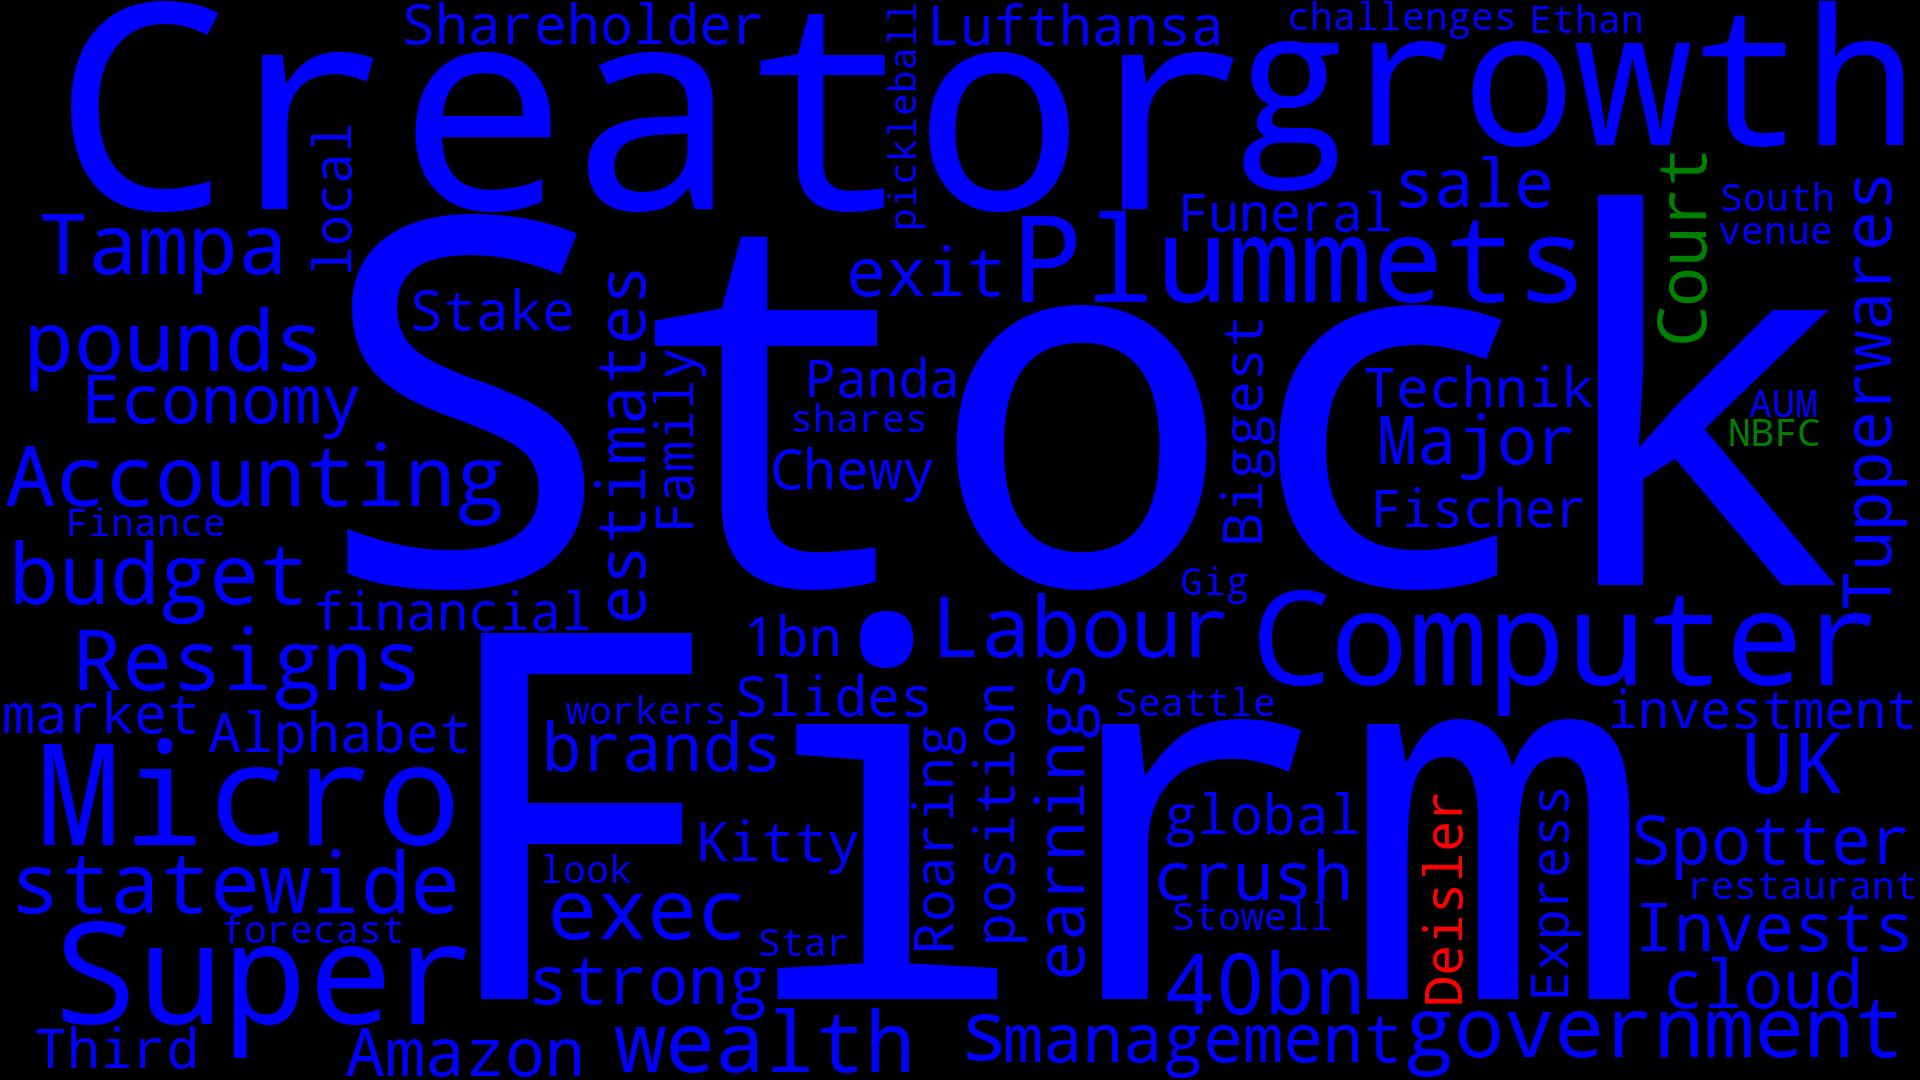 Creator
growth
Shareholder
pickleball
Lufthansa
challenges
Ethan
local
Tampa
Stock
Plummets
Funeral
sale
Court
South
venue
Tupperwares
exit
Stake
estimates
pounds
Economy
Family
Panda
shares
Chewy
Biggest
Technik
Major
Fischer
AUM
NBFC
Accounting
Finance
budget
financial
Gig
Resigns
Firm
1bn
Labour
Computer
market
Alphabet
workers
brands
Slides
Seattle
investment
UK
Micro
Kitty
Roaring
position
earnings
global
crush
Stowell
Deisler
Express
Spotter
restaurant
Invests
statewide
look
exec
forecast
Super
Star
strong
40bn
cloud
Third
Amazon
wealth
S
management
government